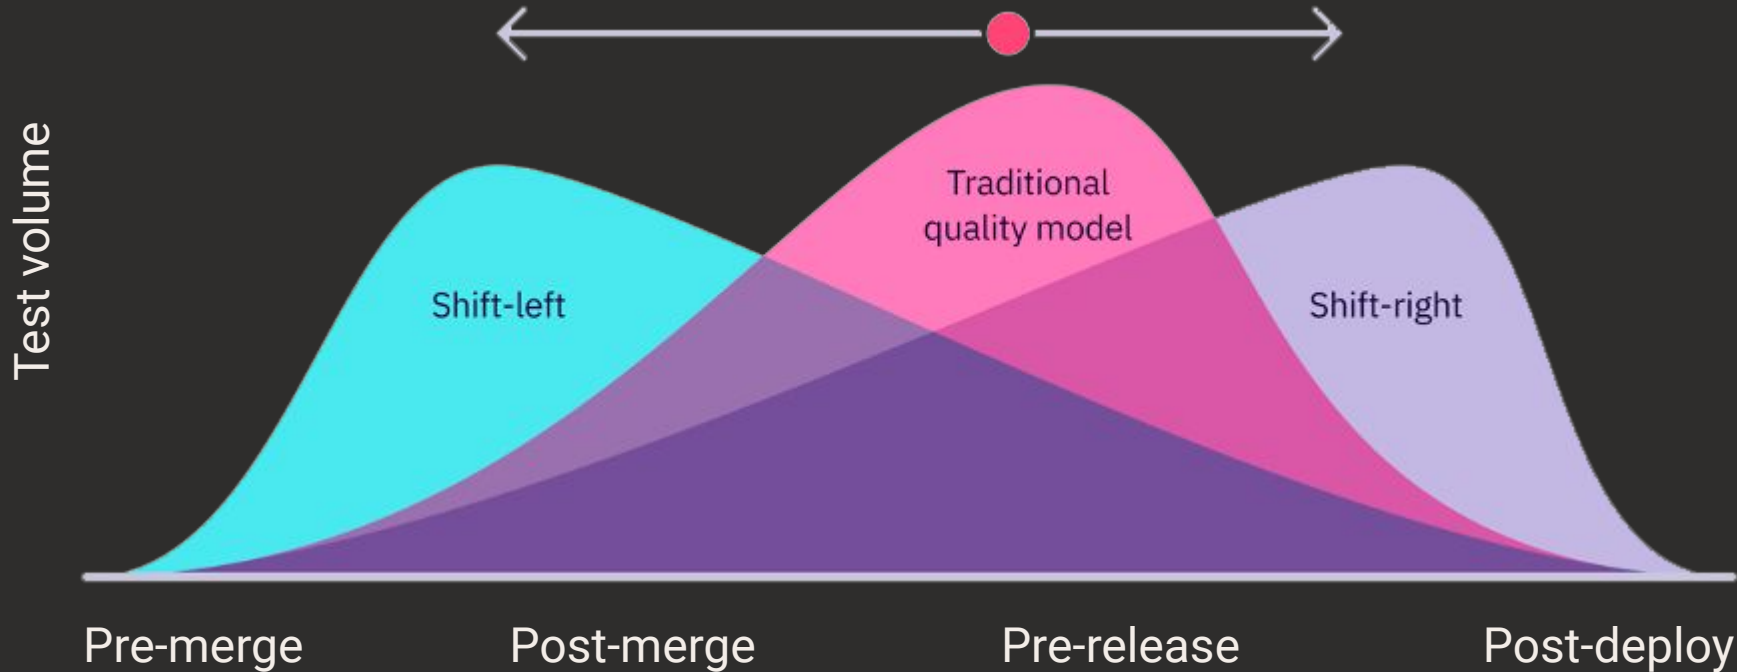 Test volume
Traditional
quality model
Shift-left
Shift-right
Pre-merge
Post-merge
Pre-release
Post-deploy